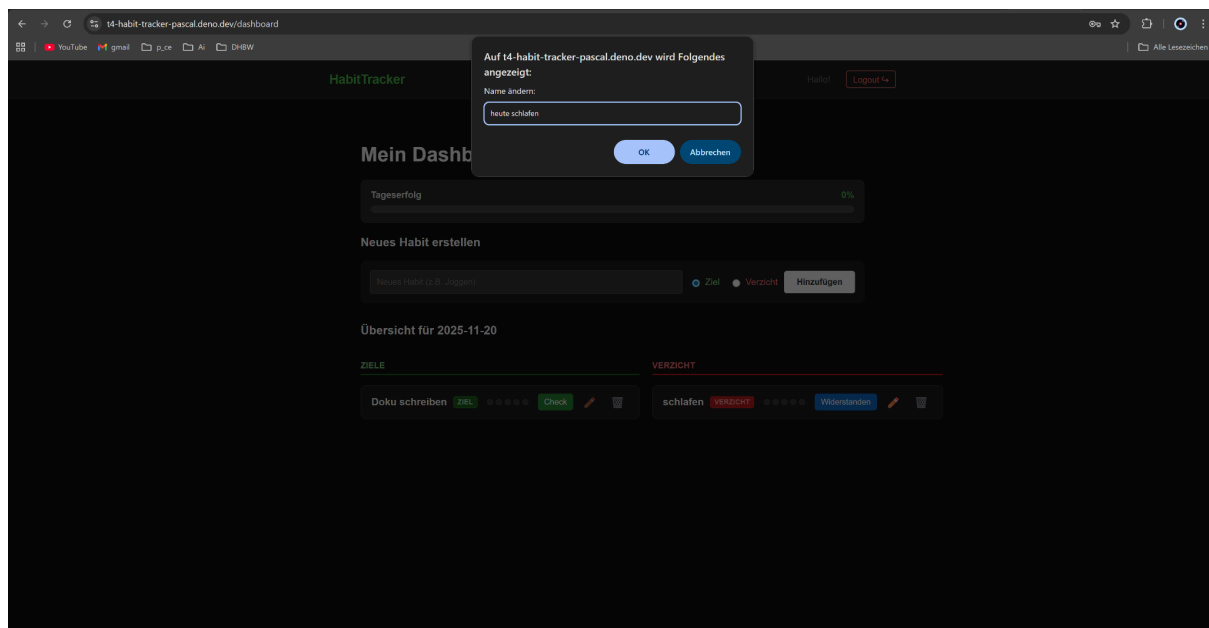 t4-habit-tracker-pascal.deno.dev/dashboard
YouTube gmail p_ce Ai DHBW Alle Lesezeichen
Auf t4-habit-tracker-pascal.deno.dev wird Folgendes
angezeigt:
Name ändern:
heute schlafen
OK Abbrechen
HabitTracker Hallo! Logout
Mein Dashb
Tageserfolg 0%
Neues Habit erstellen
Neues Habit (z.B. Joggen) Ziel Verzicht Hinzufügen
Übersicht für 2025-11-20
ZIELE VERZICHT
Doku schreiben ZIEL Check schlafen VERZICHT Widerstanden